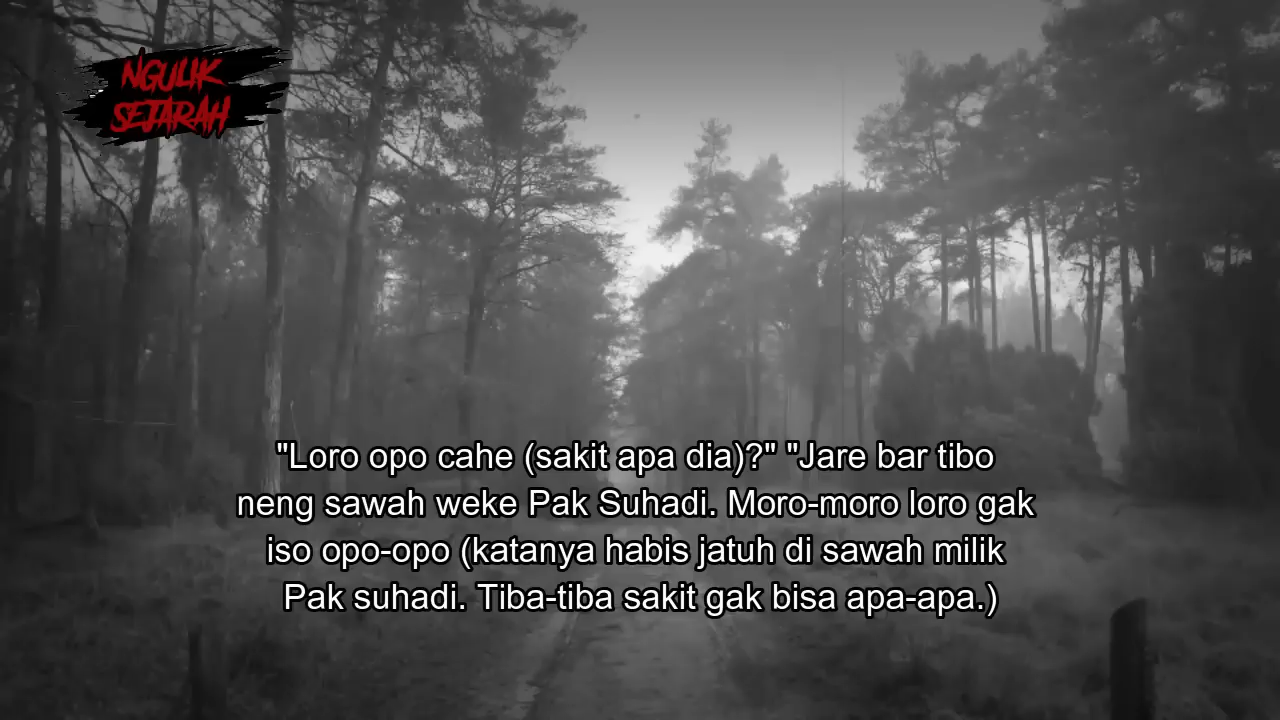 NGULIK
SEJARAH
"Loro opo cahe (sakit apa dia)?" "Jare bar tibo
neng sawah weke Pak Suhadi. Moro-moro loro gak
iso opo-opo (katanya habis jatuh di sawah milik
Pak suhadi. Tiba-tiba sakit gak bisa apa-apa.)